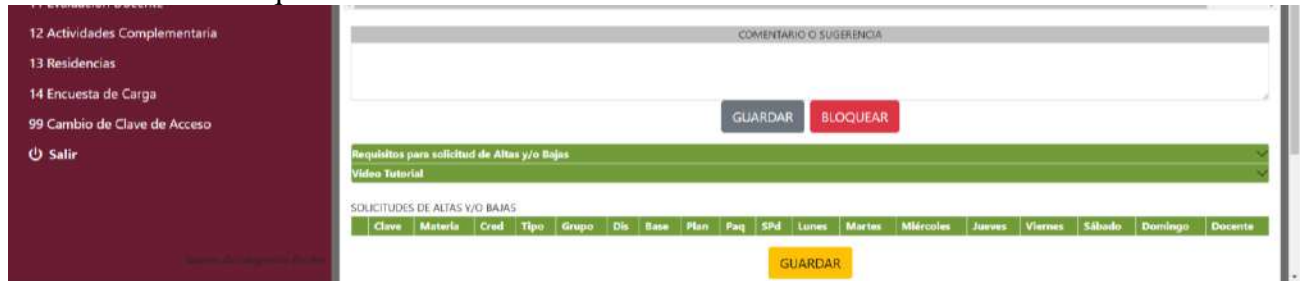 12 Actividades Complementaria
13 Residencias
14 Encuesta de Carga
99 Cambio de Clave de Acceso
Salir
COMENTARIO O SUGERENCIA
GUARDAR BLOQUEAR
Requisitos para solicitud de Altas y/o Bajas
Video Tutorial
SOLICITUDES DE ALTAS Y/O BAJAS
Clave Materia Cred Tipo Grupo Dis Base Plan Paq SPd Lunes Martes Miércoles Jueves Viernes Sábado Domingo Docente
GUARDAR